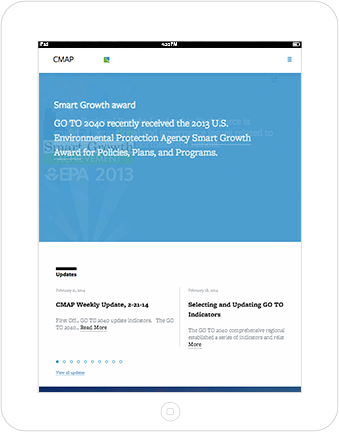 iPad
4:20 PM
CMAP
Smart Growth award
GO TO 2040 recently received the 2013 U.S.
Environmental Protection Agency Smart Growth
Award for Policies, Plans, and Programs.
ACHIEVEMENT
EPA 2013
Updates
February 21, 2014
CMAP Weekly Update, 2-21-14
First Off... GO TO 2040 update indicators. The GO
TO 2040... Read More
View all updates
February 18, 2014
Selecting and Updating GO TO
Indicators
The GO TO 2040 comprehensive regional
established a series of indicators and relat
More